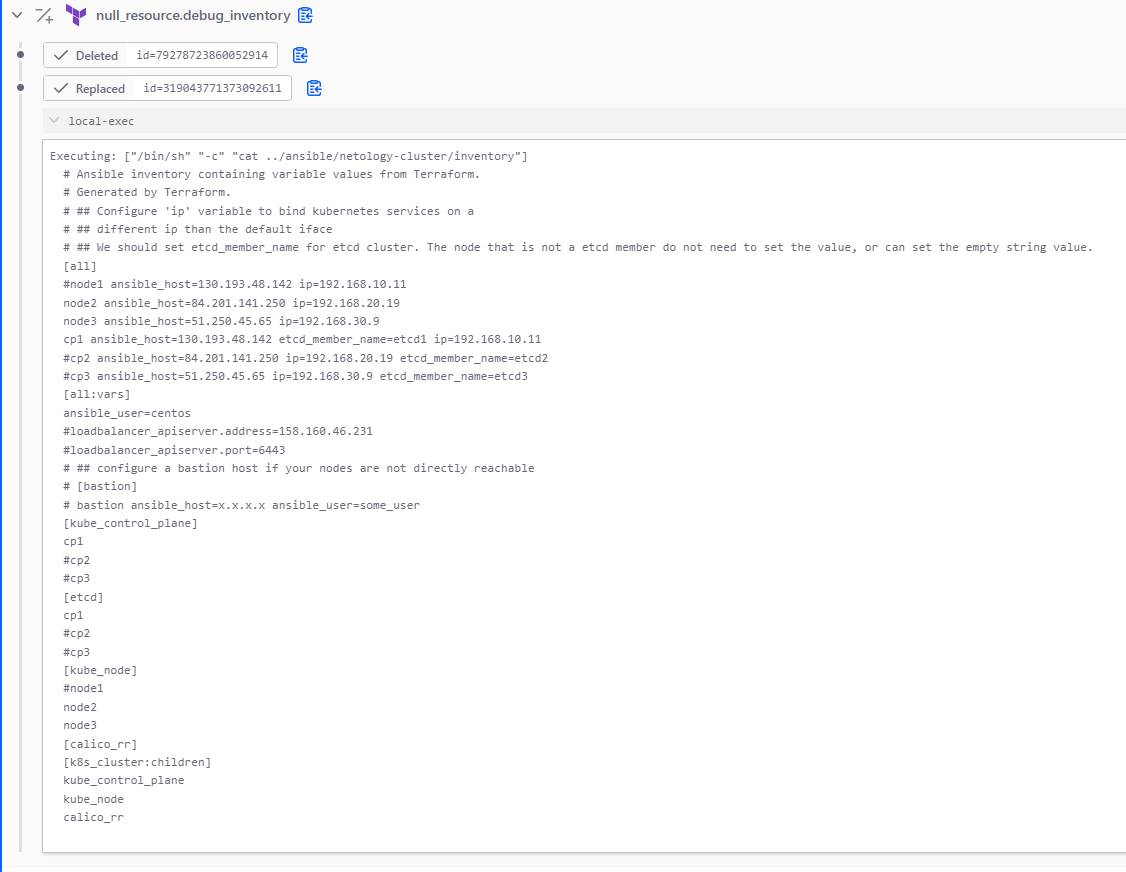 null_resource.debug_inventory
Deleted id=79278723860052914
Replaced id=319043771373092611
local-exec
Executing: ["/bin/sh" "-c" "cat ../ansible/netology-cluster/inventory"]
# Ansible inventory containing variable values from Terraform.
# Generated by Terraform.
# ## Configure 'ip' variable to bind kubernetes services on a
# ## different ip than the default iface
# ## We should set etcd_member_name for etcd cluster. The node that is not a etcd member do not need to set the value, or can set the empty string value.
[all]
#node1 ansible_host=130.193.48.142 ip=192.168.10.11
node2 ansible_host=84.201.141.250 ip=192.168.20.19
node3 ansible_host=51.250.45.65 ip=192.168.30.9
cp1 ansible_host=130.193.48.142 etcd_member_name=etcd1 ip=192.168.10.11
#cp2 ansible_host=84.201.141.250 ip=192.168.20.19 etcd_member_name=etcd2
#cp3 ansible_host=51.250.45.65 ip=192.168.30.9 etcd_member_name=etcd3
[all:vars]
ansible_user=centos
#loadbalancer_apiserver.address=158.160.46.231
#loadbalancer_apiserver.port=6443
# ## configure a bastion host if your nodes are not directly reachable
# [bastion]
# bastion ansible_host=x.x.x.x ansible_user=some_user
[kube_control_plane]
cp1
#cp2
#cp3
[etcd]
cp1
#cp2
#cp3
[kube_node]
#node1
node2
node3
[calico_rr]
[k8s_cluster:children]
kube_control_plane
kube_node
calico_rr